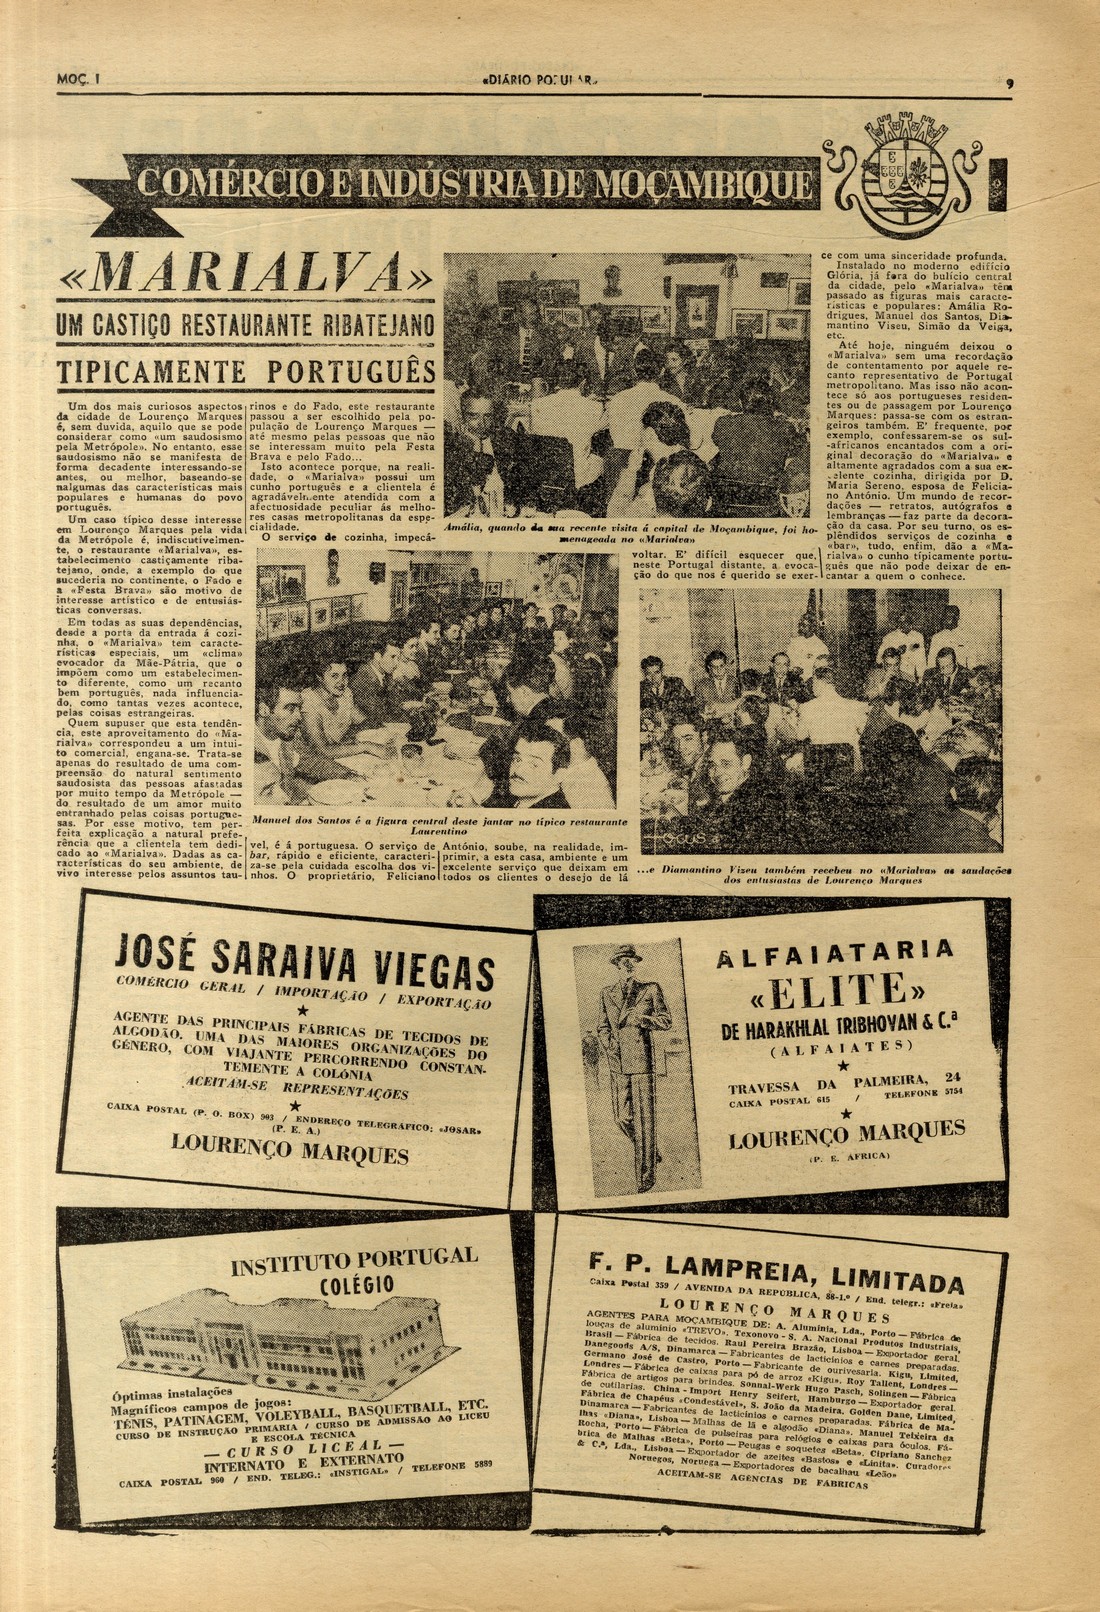 MOÇ. I
«DIÁRIO POPULAR»
9
COMÉRCIO E INDÚSTRIA DE MOÇAMBIQUE
«MARIALVA»
UM CASTIÇO RESTAURANTE RIBATEJANO
TIPICAMENTE PORTUGUÊS
Um dos mais curiosos aspectos
da cidade de Lourenço Marques
é, sem duvida, aquilo que se pode
considerar como «um saudosismo
pela Metrópole». No entanto, esse
saudosismo não se manifesta de
forma decadente interessando-se
antes, ou melhor, baseando-se
nalgumas das características mais
populares e humanas do povo
português.
Um caso típico desse interesse
em Lourenço Marques pela vida
da Metrópole é, indiscutivelmen-
te, o restaurante «Marialva», es-
tabelecimento castiçamente riba-
tejano, onde, a exemplo do que
sucederia no continente, o Fado e
a «Festa Brava» são motivo de
interesse artístico e de entusiás-
ticas conversas.
Em todas as suas dependências,
desde a porta da entrada á cozi-
nha, o «Marialva» tem caracte-
rísticas especiais, um «clima»
evocador da Mãe-Pátria, que o
impõem como um estabelecimen-
to diferente, como um recanto
bem português, nada influencia-
do, como tantas vezes acontece,
pelas coisas estrangeiras.
Quem supuser que esta tendên-
cia, este aproveitamento do «Ma-
rialva» correspondeu a um intui-
to comercial, engana-se. Trata-se
apenas do resultado de uma com-
preensão do natural sentimento
saudosista das pessoas afastadas
por muito tempo da Metrópole —
do resultado de um amor muito
entranhado pelas coisas portugue-
sas. Por esse motivo, tem per-
feita explicação a natural prefe-
rência que a clientela tem dedi-
cado ao «Marialva». Dadas as ca-
racterísticas do seu ambiente, de
vivo interesse pelos assuntos tau-
rinos e do Fado, este restaurante
passou a ser escolhido pela po-
pulação de Lourenço Marques —
até mesmo pelas pessoas que não
se interessam muito pela Festa
Brava e pelo Fado...
Isto acontece porque, na reali-
dade, o «Marialva» possui um
cunho português e a clientela é
agradávelmente atendida com a
afectuosidade peculiar ás melho-
res casas metropolitanas da espe-
cialidade.
O serviço de cozinha, impecá-
Amália, quando da sua recente visita á capital de Moçambique, foi ho-
menageada no «Marialva»
Manuel dos Santos é a figura central deste jantar no típico restaurante
Laurentino
vel, é á portuguesa. O serviço de
bar, rápido e eficiente, caracteri-
za-se pela cuidada escolha dos vi-
nhos. O proprietário, Feliciano
António, soube, na realidade, im-
primir, a esta casa, ambiente e um
excelente serviço que deixam em
todos os clientes o desejo de lá
voltar. E' difícil esquecer que,
neste Portugal distante, a evoca-
ção do que nos é querido se exer-
ce com uma sinceridade profunda.
Instalado no moderno edifício
Glória, já fora do bulício central
da cidade, pelo «Marialva» têm
passado as figuras mais caracte-
rísticas e populares: Amália Ro-
drigues, Manuel dos Santos, Dia-
mantino Viseu, Simão da Veiga,
etc.
Até hoje, ninguém deixou o
«Marialva» sem uma recordação
de contentamento por aquele re-
canto representativo de Portugal
metropolitano. Mas isso não acon-
tece só aos portugueses residen-
tes ou de passagem por Lourenço
Marques: passa-se com os estran-
geiros também. E' frequente, por
exemplo, confessarem-se os sul-
-africanos encantados com a ori-
ginal decoração do «Marialva» e
altamente agradados com a sua ex-
celente cozinha, dirigida por D.
Maria Sereno, esposa de Felicia-
no António. Um mundo de recor-
dações — retratos, autógrafos e
lembranças — faz parte da decora-
ção da casa. Por seu turno, os es-
plêndidos serviços de cozinha e
«bar», tudo, enfim, dão a «Ma-
rialva» o cunho típicamente portu-
guês que não pode deixar de en-
cantar a quem o conhece.
Focus
...e Diamantino Vizeu também recebeu no «Marialva» as saudações
dos entusiastas de Lourenço Marques
JOSÉ SARAIVA VIEGAS
COMÉRCIO GERAL / IMPORTAÇÃO / EXPORTAÇÃO
AGENTE DAS PRINCIPAIS FÁBRICAS DE TECIDOS DE
ALGODÃO. UMA DAS MAIORES ORGANIZAÇÕES DO
GÉNERO, COM VIAJANTE PERCORRENDO CONSTAN-
TEMENTE A COLÓNIA
ACEITAM-SE REPRESENTAÇÕES
CAIXA POSTAL (P. O. BOX) 903 / ENDEREÇO TELEGRÁFICO: «JOSAR»
(P. E. A.)
LOURENÇO MARQUES
ALFAIATARIA
«ELITE»
DE HARAKHLAL TRIBHOVAN & C.ª
(ALFAIATES)
TRAVESSA DA PALMEIRA, 24
CAIXA POSTAL 615 / TELEFONE 5754
LOURENÇO MARQUES
(P. E. ÁFRICA)
INSTITUTO PORTUGAL
COLÉGIO
Óptimas instalações
Magníficos campos de jogos:
TÉNIS, PATINAGEM, VOLEYBALL, BASQUETBALL, ETC.
CURSO DE INSTRUÇÃO PRIMÁRIA / CURSO DE ADMISSÃO AO LICEU
E ESCOLA TÉCNICA
— CURSO LICEAL —
INTERNATO E EXTERNATO
CAIXA POSTAL 960 / END. TELEG.: «INSTIGAL» / TELEFONE 5889
F. P. LAMPREIA, LIMITADA
Caixa Postal 359 / AVENIDA DA REPÚBLICA, 88-1.º / End. telegr.: «Freia»
LOURENÇO MARQUES
AGENTES PARA MOÇAMBIQUE DE: A. Aluminia, Lda., Porto — Fábrica de
louças de alumínio «TREVO». Texonovo - S. A. Nacional Produtos Industriais,
Brasil — Fábrica de tecidos. Raul Pereira Brazão, Lisboa — Exportador geral.
Danegoods A/S, Dinamarca — Fabricantes de lacticínios e carnes preparadas.
Germano José de Castro, Porto — Fabricante de ourivesaria. Kigu, Limited,
Londres — Fábrica de caixas para pó de arroz «Kigu». Roy Tallent, Londres —
Fábrica de artigos para brindes. Sonnal-Werk Hugo Pasch, Solingen — Fábrica
de cutilarias. China - Import Henry Seifert, Hamburgo — Exportador geral.
Fábrica de Chapéus «Condestável», S. João da Madeira. Golden Dane, Limited,
Dinamarca — Fabricantes de lacticínios e carnes preparadas. Fábrica de Ma-
lhas «Diana», Lisboa — Malhas de lã e algodão «Diana». Manuel Teixeira da
Rocha, Porto — Fábrica de pulseiras para relógios e caixas para óculos. Fá-
brica de Malhas «Beta», Porto — Peugas e soquetes «Beta». Cipriano Sanchez
& C.ª, Lda., Lisboa — Exportador de azeites «Bastos» e «Linita». Curadores
Noruegos, Noruega — Exportadores de bacalhau «Leão»
ACEITAM-SE AGÊNCIAS DE FÁBRICAS